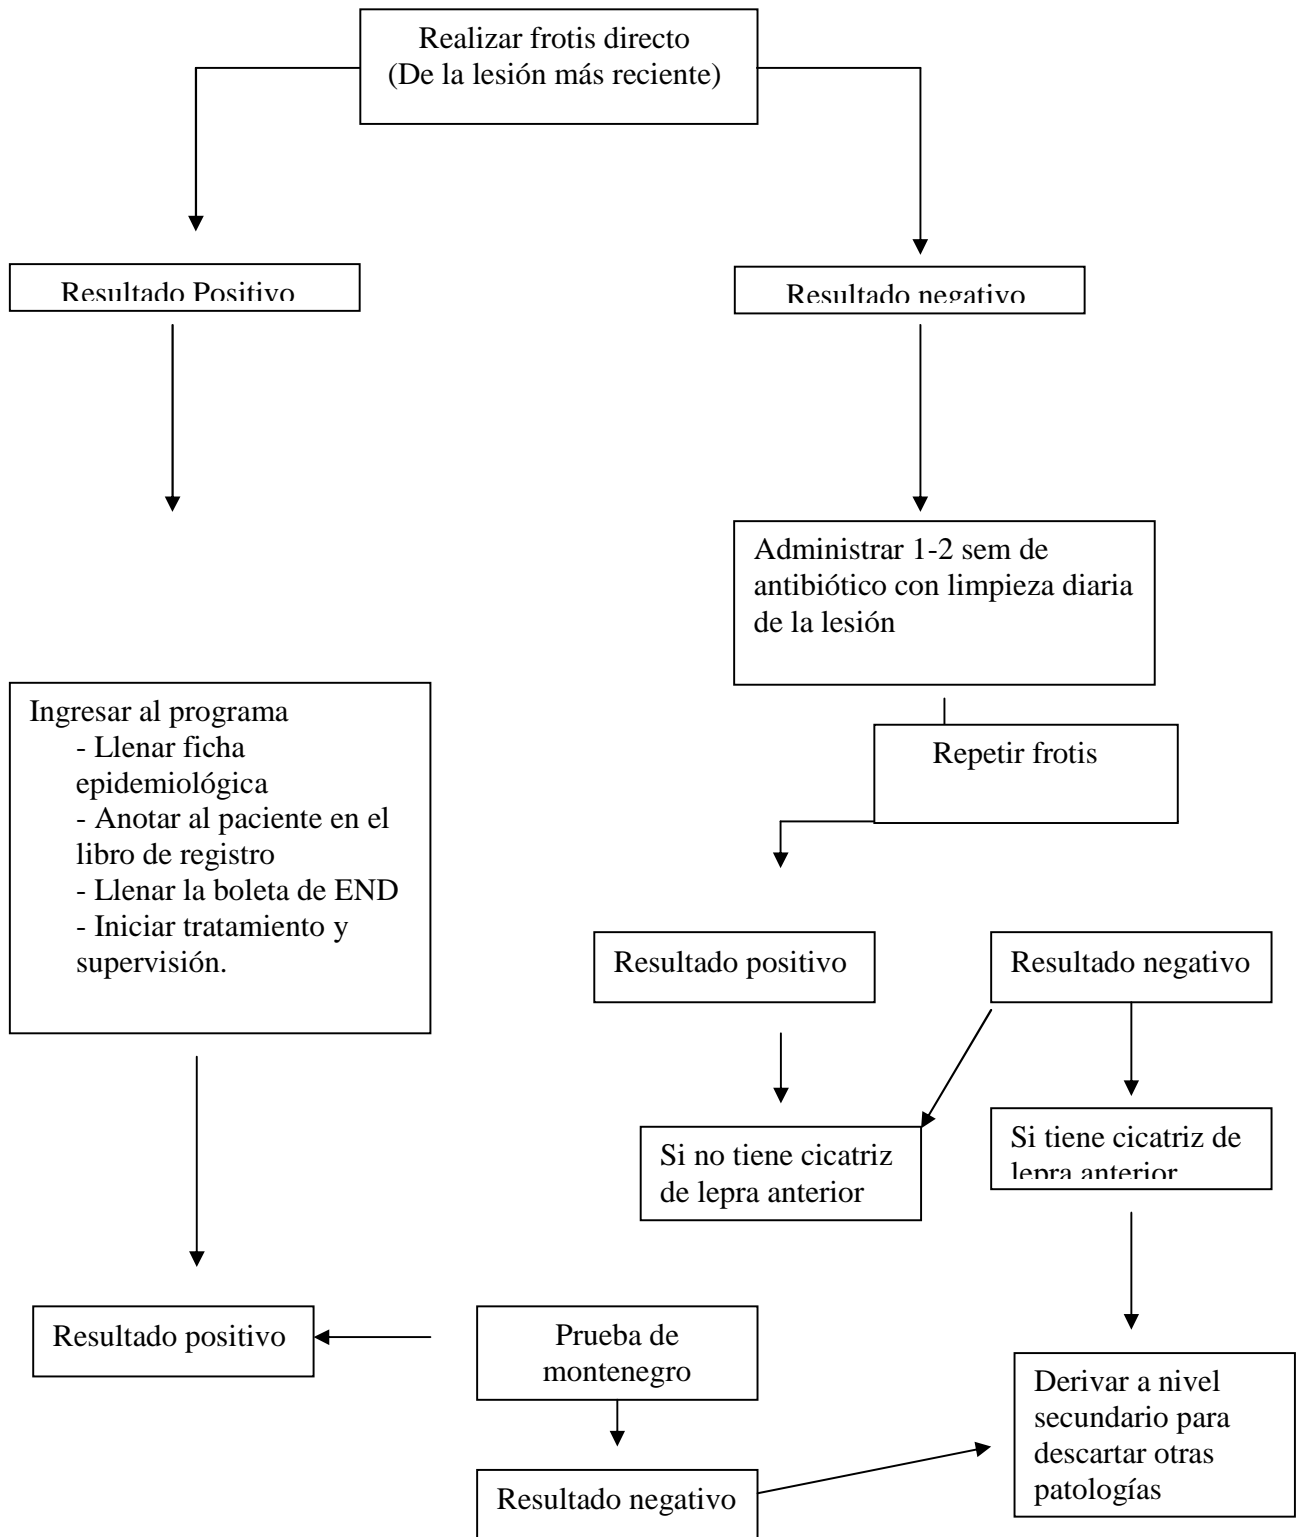 Realizar frotis directo
(De la lesión más reciente)
Resultado Positivo
Resultado negativo
Administrar 1-2 sem de
antibiótico con limpieza diaria
de la lesión
Ingresar al programa
- Llenar ficha
epidemiológica
- Anotar al paciente en el
libro de registro
- Llenar la boleta de END
- Iniciar tratamiento y
supervisión.
Repetir frotis
Resultado positivo
Resultado negativo
Si no tiene cicatriz
de lepra anterior
Si tiene cicatriz de
lepra anterior
Resultado positivo
Prueba de
montenegro
Resultado negativo
Derivar a nivel
secundario para
descartar otras
patologías